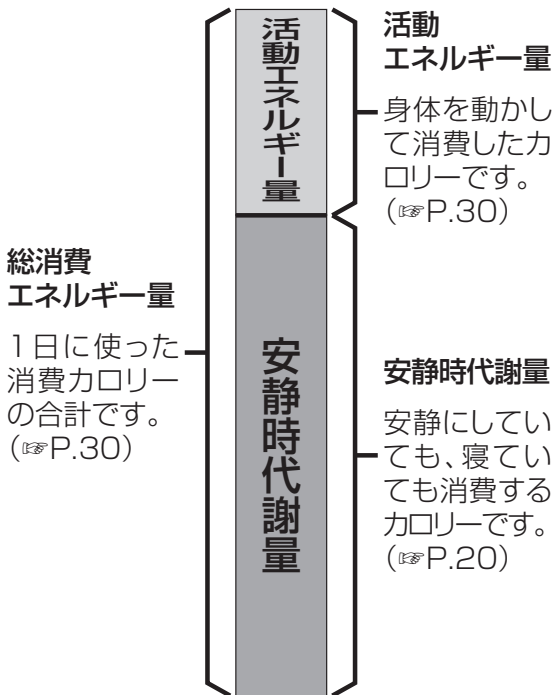 総消費
エネルギー量
1日に使った
消費カロリー
の合計です。
(☞P.30)
活動エネルギー量
安静時代謝量
活動
エネルギー量
身体を動かし
て消費したカ
ロリーです。
(☞P.30)
安静時代謝量
安静にしてい
ても、寝てい
ても消費する
カロリーです。
(☞P.20)